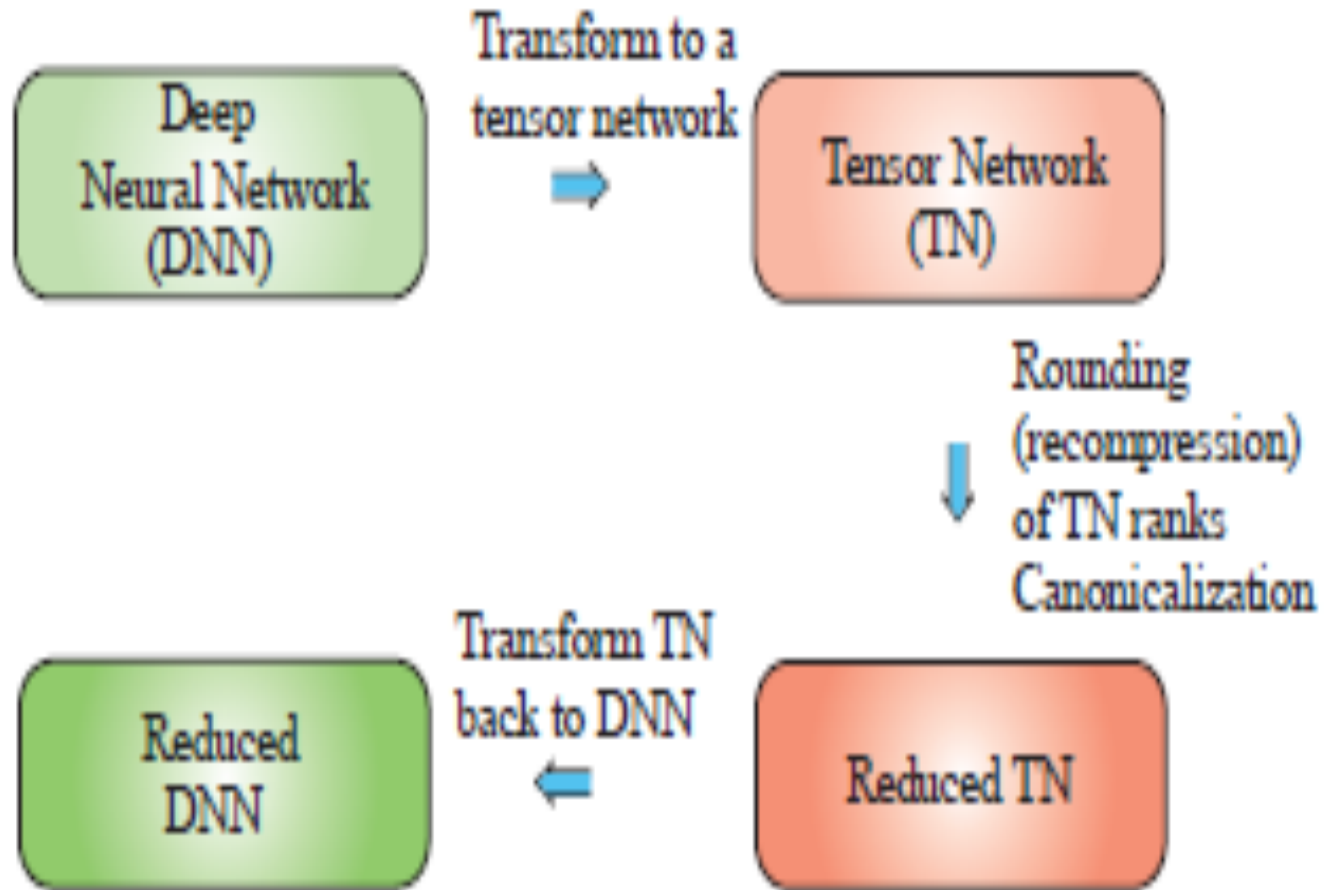 Deep
Neural Network
(DNN)
Transform to a
tensor network
Tensor Network
(TN)
Rounding
(recompression)
of TN ranks
Canonicalization
Reduced TN
Transform TN
back to DNN
Reduced
DNN